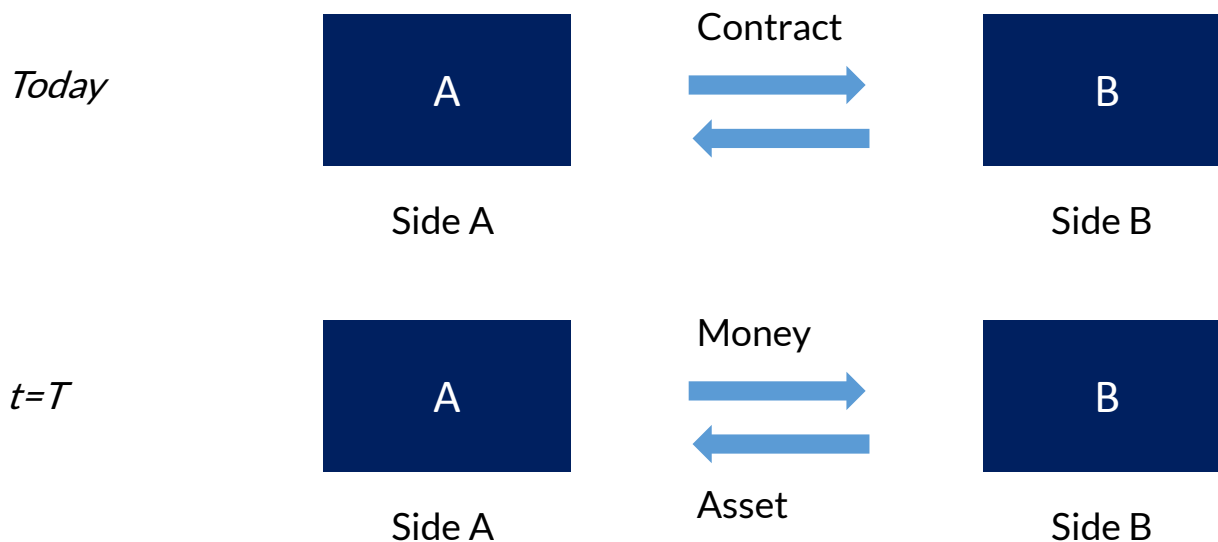 Contract
Today
A
B
Side A
Side B
Money
t=T
A
B
Asset
Side A
Side B